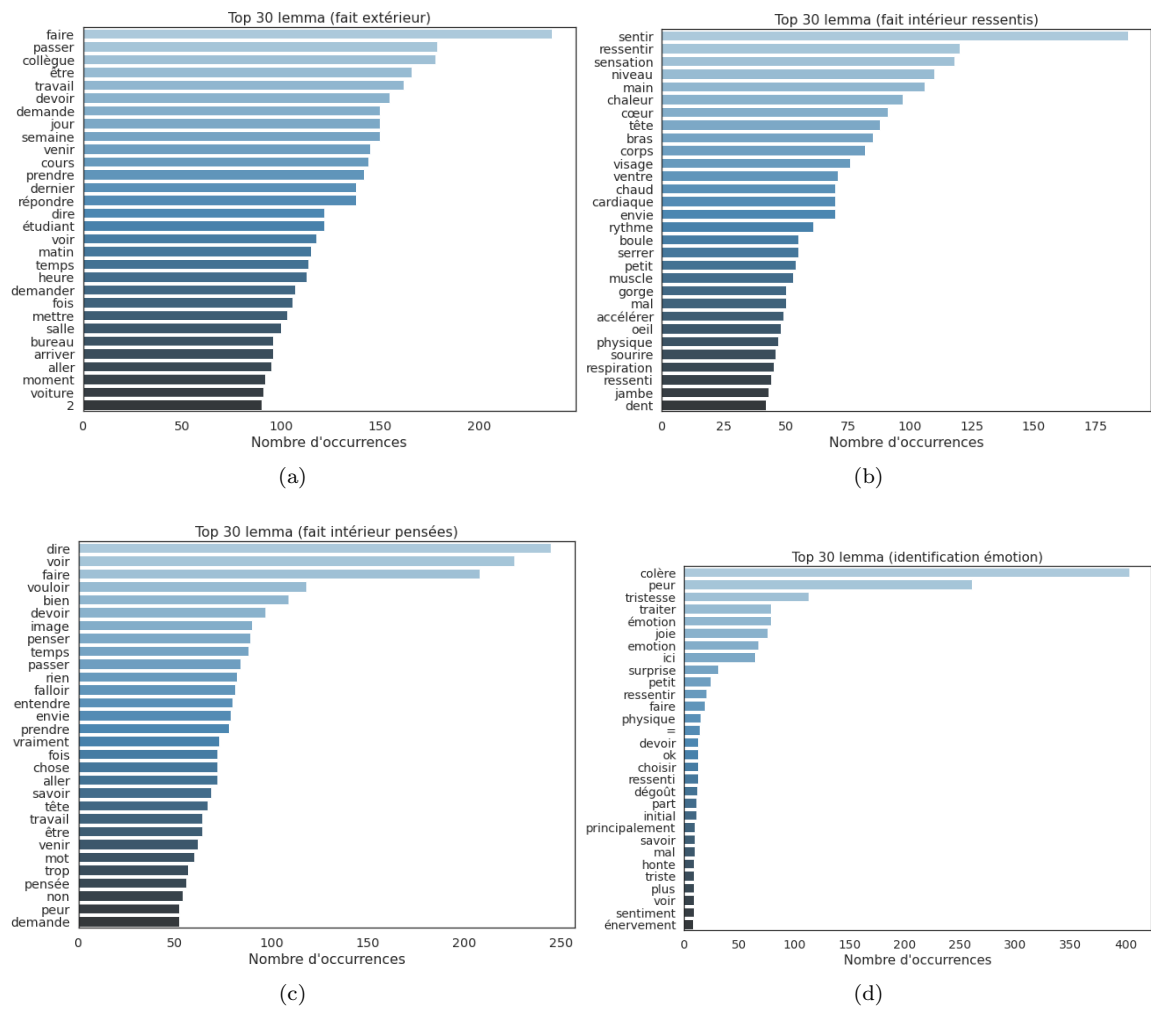 Top 30 lemma (fait extérieur)
faire
passer
collègue
être
travail
devoir
demande
jour
semaine
venir
cours
prendre
dernier
répondre
dire
étudiant
voir
matin
temps
heure
demander
fois
mettre
salle
bureau
arriver
aller
moment
voiture
2
0 50 100 150 200
Nombre d'occurrences
(a)
Top 30 lemma (fait intérieur ressentis)
sentir
ressentir
sensation
niveau
main
chaleur
cœur
tête
bras
corps
visage
ventre
chaud
cardiaque
envie
rythme
boule
serrer
petit
muscle
gorge
mal
accélérer
oeil
physique
sourire
respiration
ressenti
jambe
dent
0 25 50 75 100 125 150 175
Nombre d'occurrences
(b)
Top 30 lemma (fait intérieur pensées)
dire
voir
faire
vouloir
bien
devoir
image
penser
temps
passer
rien
falloir
entendre
envie
prendre
vraiment
fois
chose
aller
savoir
tête
travail
être
venir
mot
trop
pensée
non
peur
demande
0 50 100 150 200 250
Nombre d'occurrences
(c)
Top 30 lemma (identification émotion)
colère
peur
tristesse
traiter
émotion
joie
emotion
ici
surprise
petit
ressentir
faire
physique
=
devoir
ok
choisir
ressenti
dégoût
part
initial
principalement
savoir
mal
honte
triste
plus
voir
sentiment
énervement
0 50 100 150 200 250 300 350 400
Nombre d'occurrences
(d)